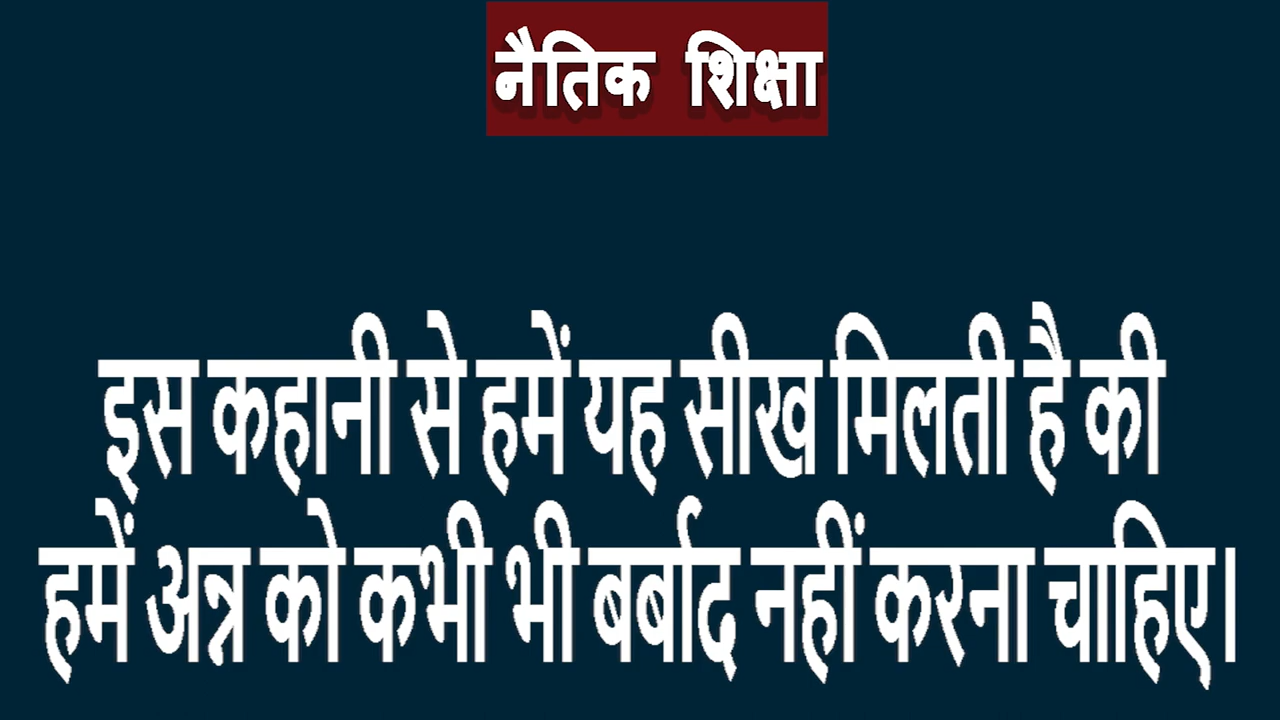 नैतिक शिक्षा
इस कहानी से हमें यह सीख मिलती है की
हमें अन्न को कभी भी बर्बाद नहीं करना चाहिए।